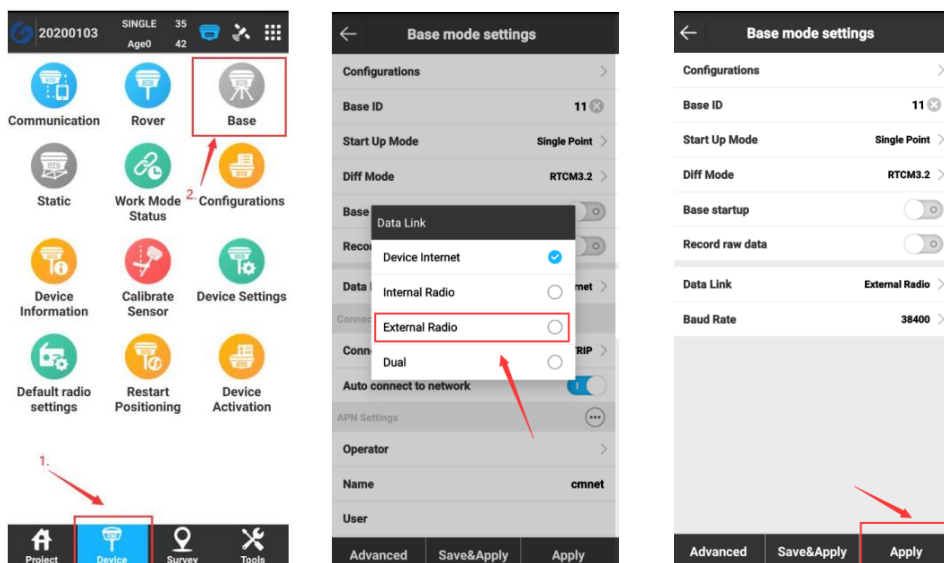 20200103
SINGLE 35
Age0 42
Communication Rover Base
2.
Static Work Mode Status Configurations
Device Information Calibrate Sensor Device Settings
Default radio settings Restart Positioning Device Activation
1.
Project Device Survey Tools
Base mode settings
Configurations
Base ID 11
Start Up Mode Single Point
Diff Mode RTCM3.2
Base
Data Link
Device Internet
Internal Radio
External Radio
Dual
Auto connect to network
APN Settings
Operator
Name cmnet
User
Advanced Save&Apply Apply
Base mode settings
Configurations
Base ID 11
Start Up Mode Single Point
Diff Mode RTCM3.2
Base startup
Record raw data
Data Link External Radio
Baud Rate 38400
Advanced Save&Apply Apply